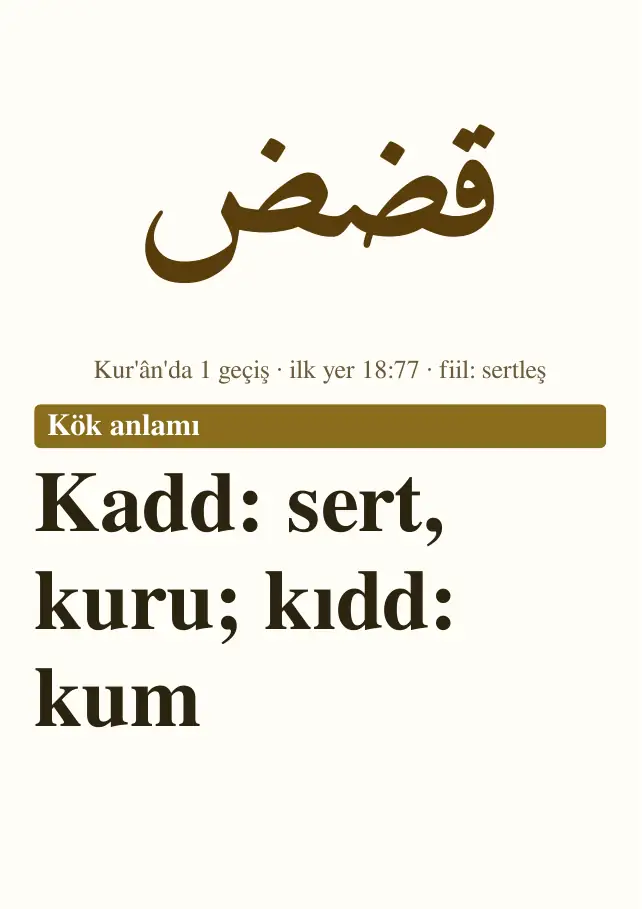 قضض
Kur'ân'da 1 geçiş · ilk yer 18:77 · fiil: sertleş
Kök anlamı
Kadd: sert,
kuru; kıdd:
kum